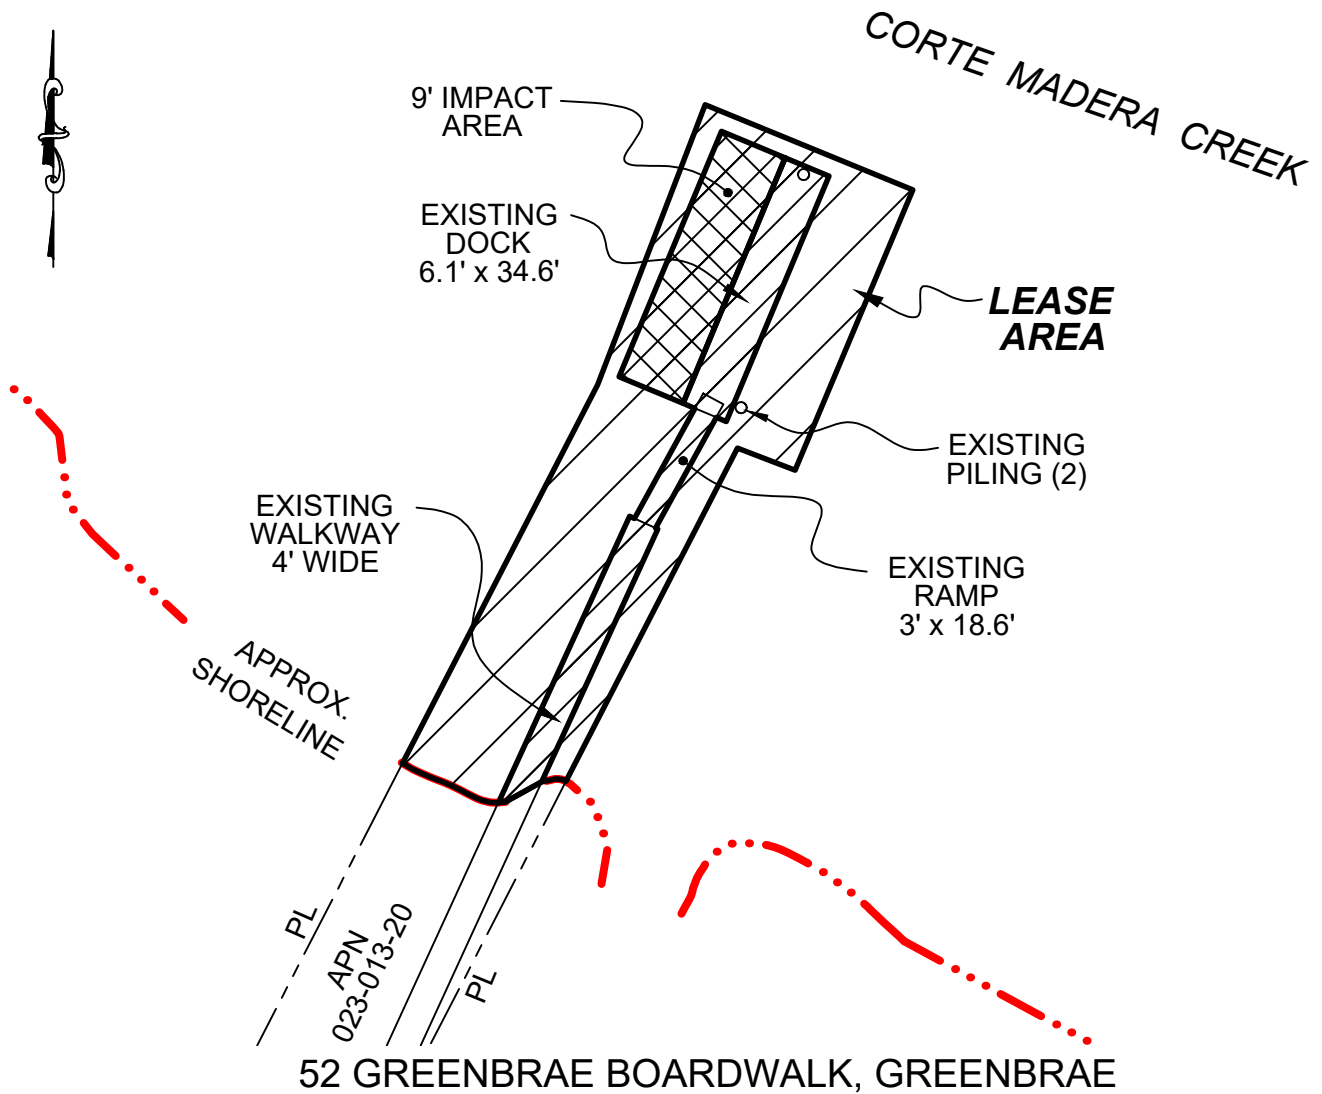 CORTE MADERA CREEK
9' IMPACT
AREA
EXISTING
DOCK
6.1' x 34.6'
LEASE
AREA
EXISTING
PILING (2)
EXISTING
WALKWAY
4' WIDE
EXISTING
RAMP
3' x 18.6'
APPROX.
SHORELINE
PL
APN
023-013-20
PL
52 GREENBRAE BOARDWALK, GREENBRAE